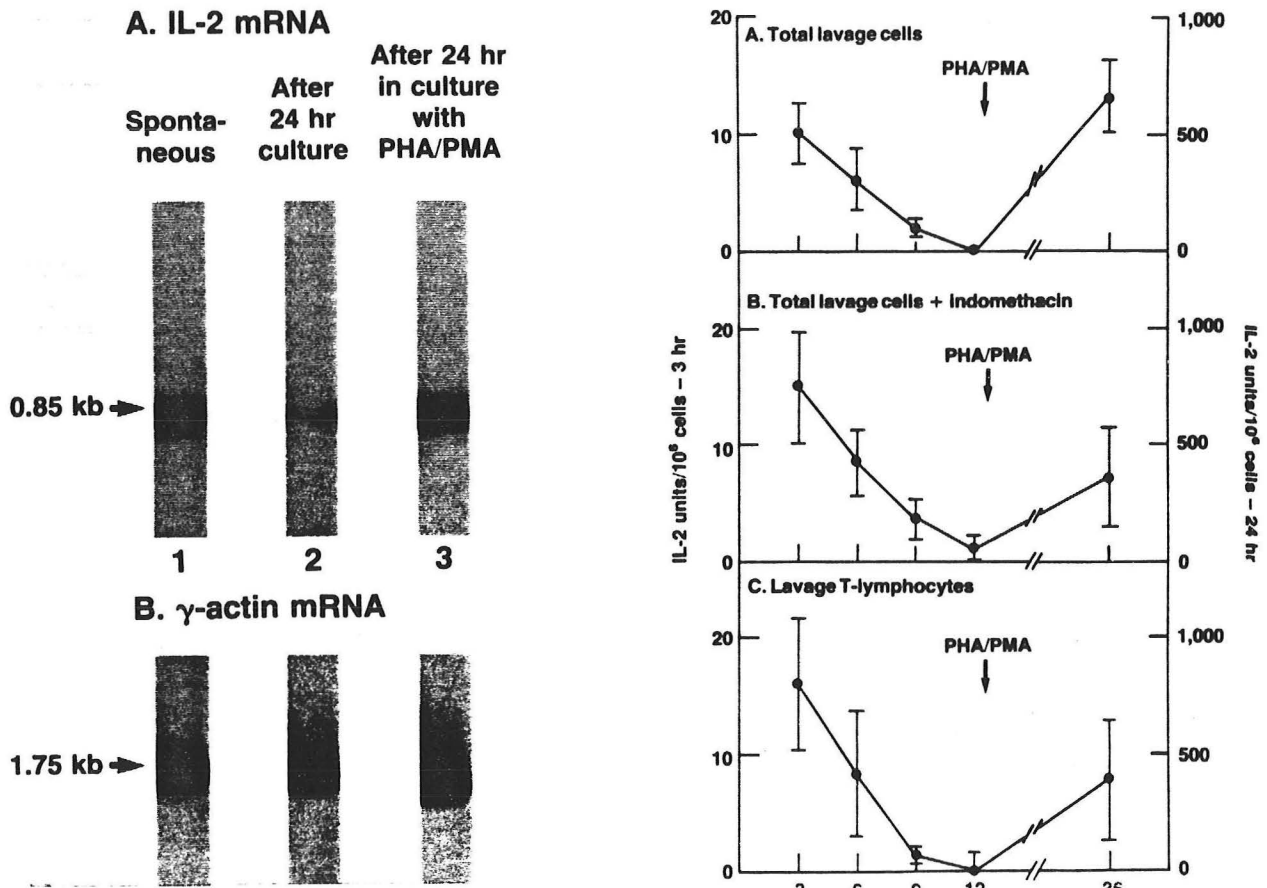 A. IL-2 mRNA
Sponta-
neous
After
24 hr
culture
After 24 hr
in culture
with
PHA/PMA
0.85 kb
1
2
3
B. γ-actin mRNA
1.75 kb
IL-2 units/10⁶ cells – 3 hr
A. Total lavage cells
PHA/PMA
20
10
0
1,000
500
0
B. Total lavage cells + indomethacin
PHA/PMA
20
10
0
1,000
500
0
C. Lavage T-lymphocytes
PHA/PMA
20
10
0
1,000
500
0
IL-2 units/10⁶ cells – 24 hr